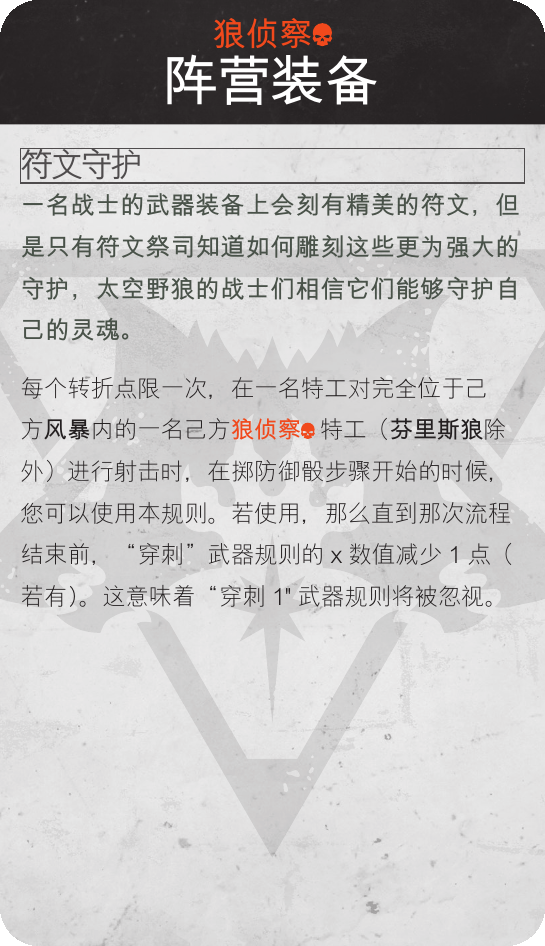 狼侦察
阵营装备
符文守护
一名战士的武器装备上会刻有精美的符文，但
是只有符文祭司知道如何雕刻这些更为强大的
守护，太空野狼的战士们相信它们能够守护自
己的灵魂。
每个转折点限一次，在一名特工对完全位于己
方风暴内的一名己方狼侦察特工（芬里斯狼除
外）进行射击时，在掷防御骰步骤开始的时候，
您可以使用本规则。若使用，那么直到那次流程
结束前，“穿刺”武器规则的 x 数值减少 1 点（
若有）。这意味着“穿刺 1" 武器规则将被忽视。